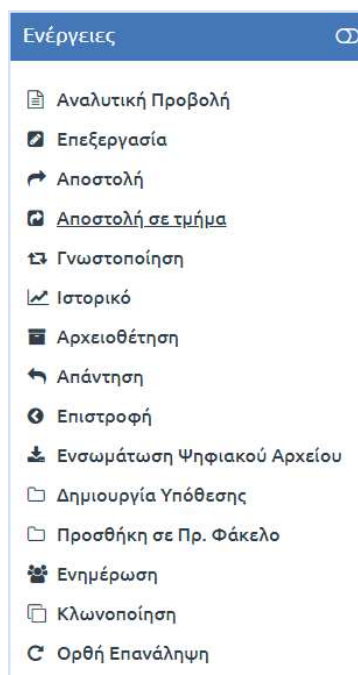 Ενέργειες
Αναλυτική Προβολή
Επεξεργασία
Αποστολή
Αποστολή σε τμήμα
Γνωστοποίηση
Ιστορικό
Αρχειοθέτηση
Απάντηση
Επιστροφή
Ενσωμάτωση Ψηφιακού Αρχείου
Δημιουργία Υπόθεσης
Προσθήκη σε Πρ. Φάκελο
Ενημέρωση
Κλωνοποίηση
Ορθή Επανάληψη